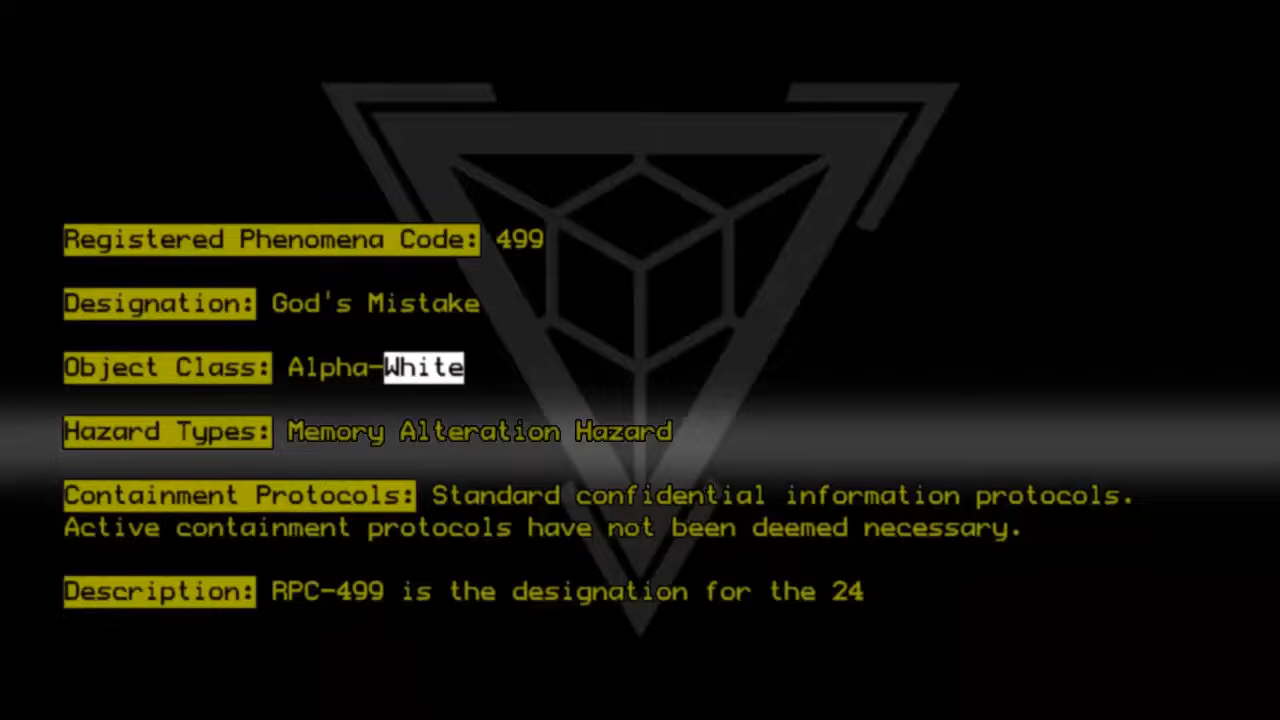 Registered Phenomena Code: 499
Designation: God's Mistake
Object Class: Alpha-White
Hazard Types: Memory Alteration Hazard
Containment Protocols: Standard confidential information protocols.
Active containment protocols have not been deemed necessary.
Description: RPC-499 is the designation for the 24